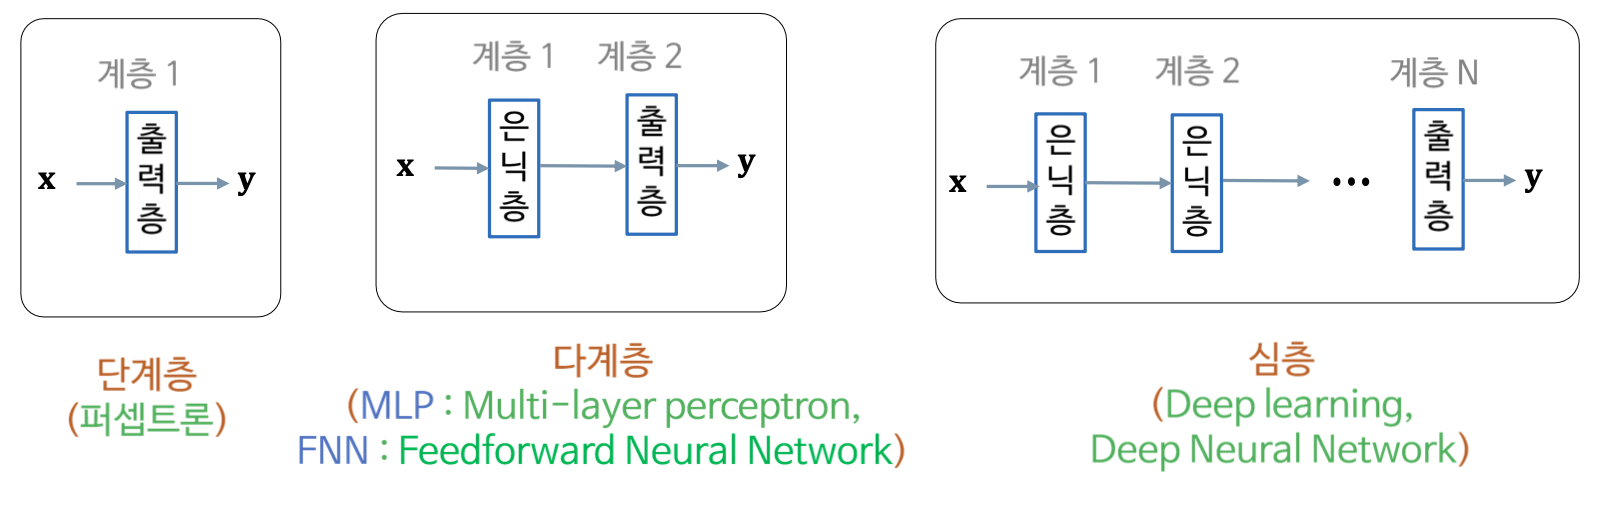 계층 1
x
출력층
y
단계층
(퍼셉트론)
계층 1 계층 2
x
은닉층
출력층
y
다계층
(MLP : Multi-layer perceptron,
FNN : Feedforward Neural Network)
계층 1 계층 2 계층 N
x
은닉층
은닉층
...
출력층
y
심층
(Deep learning,
Deep Neural Network)